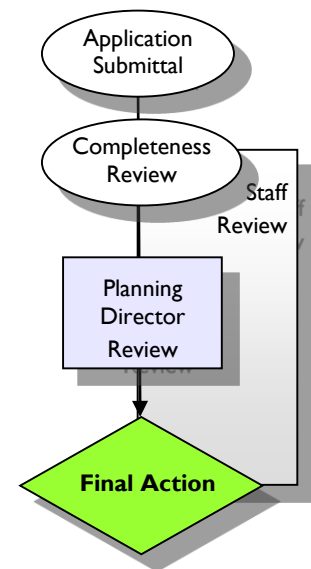 Application
Submittal
Completeness
Review
Staff
Review
Planning
Director
Review
Final Action